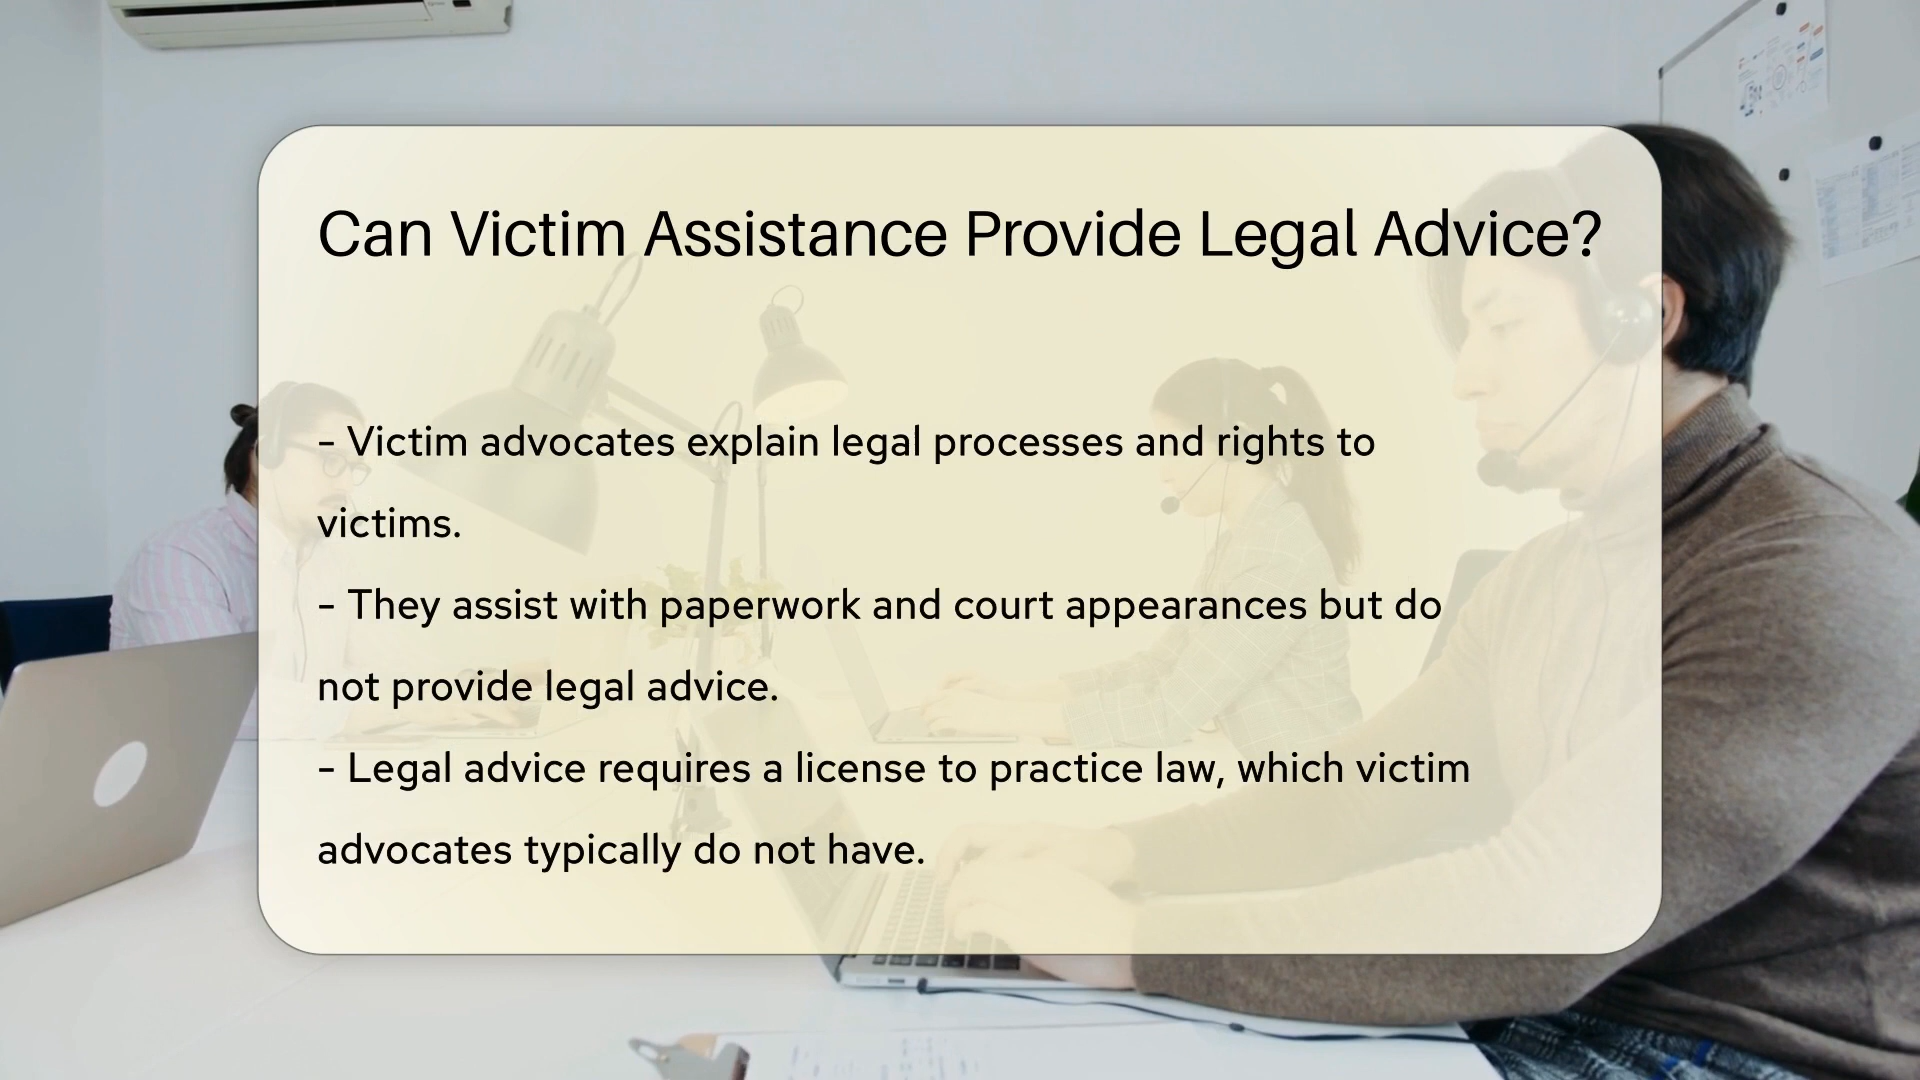 Can Victim Assistance Provide Legal Advice?
- Victim advocates explain legal processes and rights to
victims.
- They assist with paperwork and court appearances but do
not provide legal advice.
- Legal advice requires a license to practice law, which victim
advocates typically do not have.